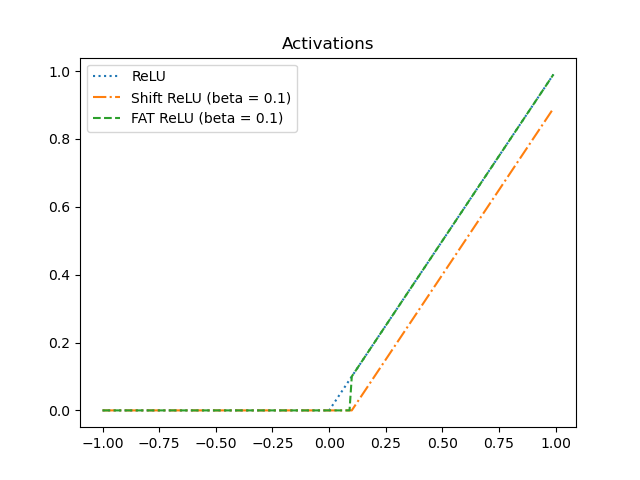 Activations
ReLU
Shift ReLU (beta = 0.1)
FAT ReLU (beta = 0.1)
1.0
0.8
0.6
0.4
0.2
0.0
−1.00 −0.75 −0.50 −0.25 0.00 0.25 0.50 0.75 1.00